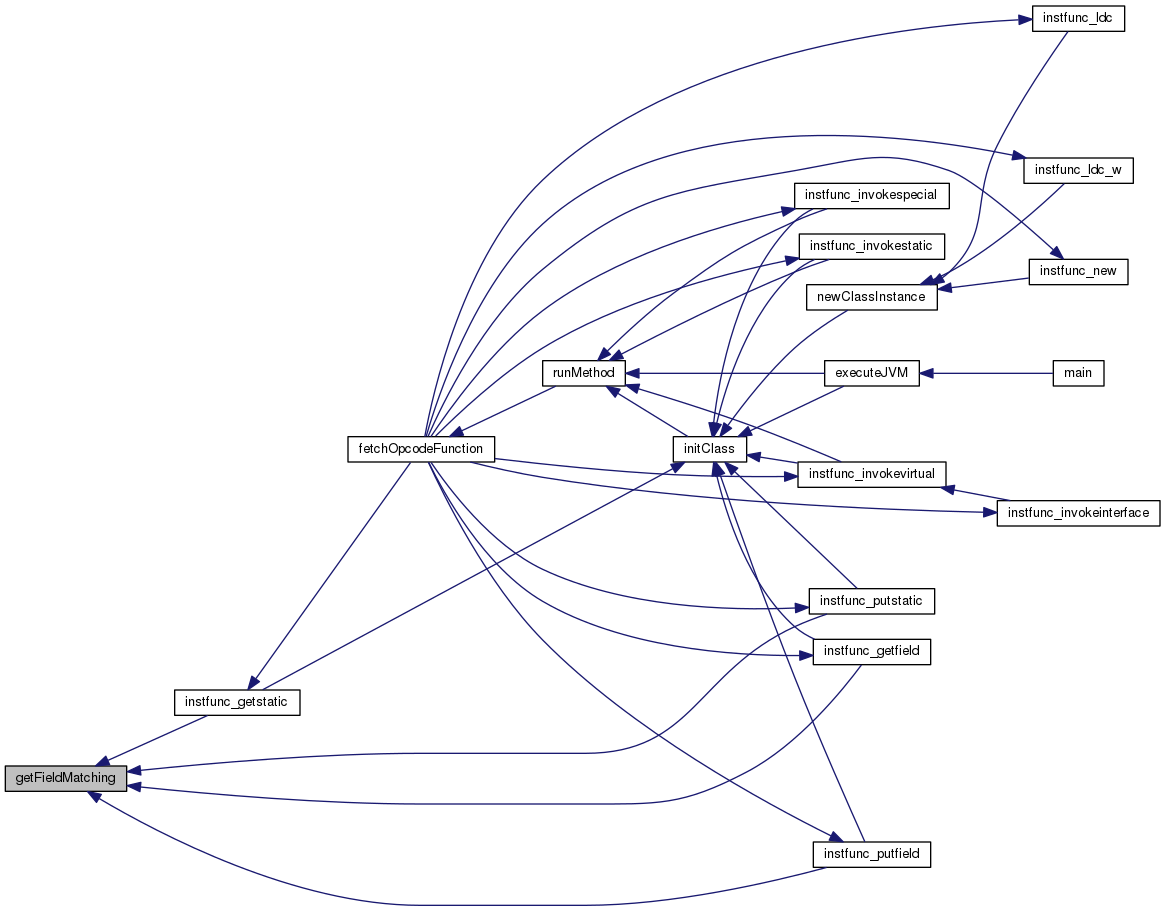 instfunc_ldc
instfunc_ldc_w
instfunc_invokespecial
instfunc_invokestatic
instfunc_new
newClassInstance
runMethod
executeJVM
main
fetchOpcodeFunction
initClass
instfunc_invokevirtual
instfunc_invokeinterface
instfunc_putstatic
instfunc_getfield
instfunc_getstatic
getFieldMatching
instfunc_putfield